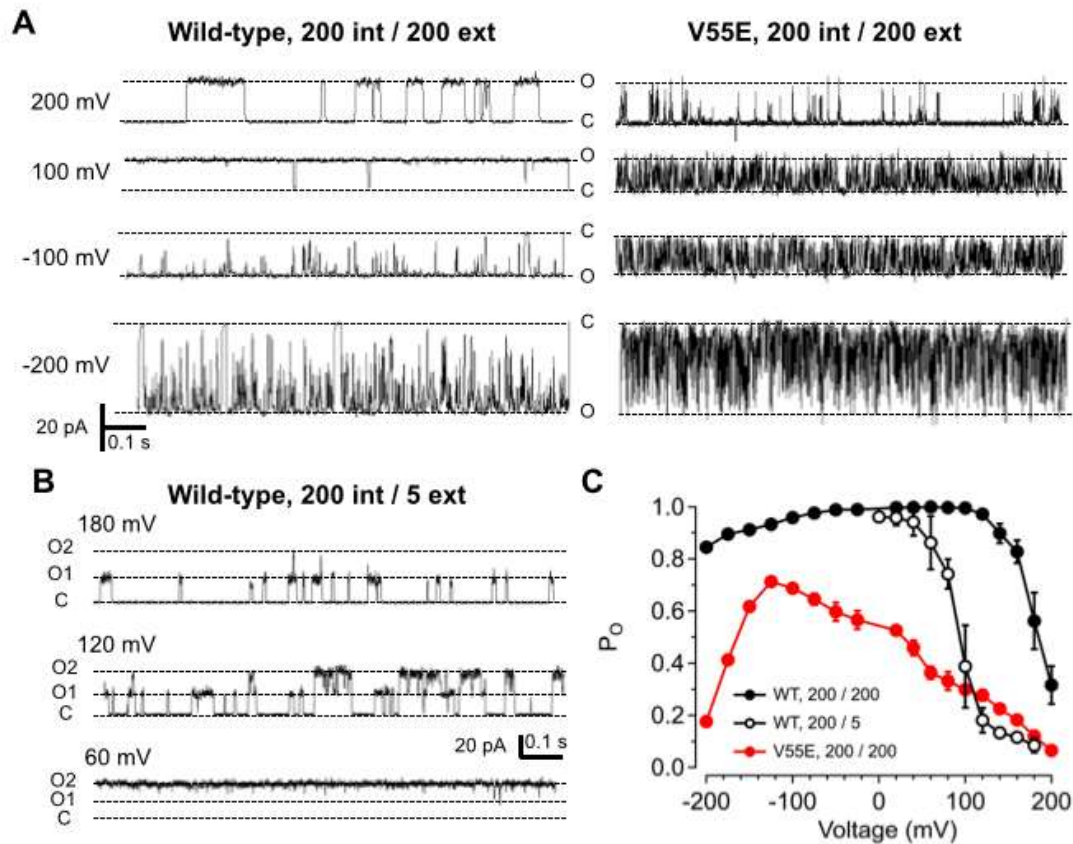 A
Wild-type, 200 int / 200 ext
V55E, 200 int / 200 ext
200 mV
O
C
100 mV
O
C
-100 mV
C
O
-200 mV
C
O
20 pA
0.1 s
B
Wild-type, 200 int / 5 ext
180 mV
O2
O1
C
120 mV
O2
O1
C
20 pA
0.1 s
60 mV
O2
O1
C
C
1.0
0.8
0.6
0.4
0.2
0.0
PO
WT, 200 / 200
WT, 200 / 5
V55E, 200 / 200
-200
-100
0
100
200
Voltage (mV)